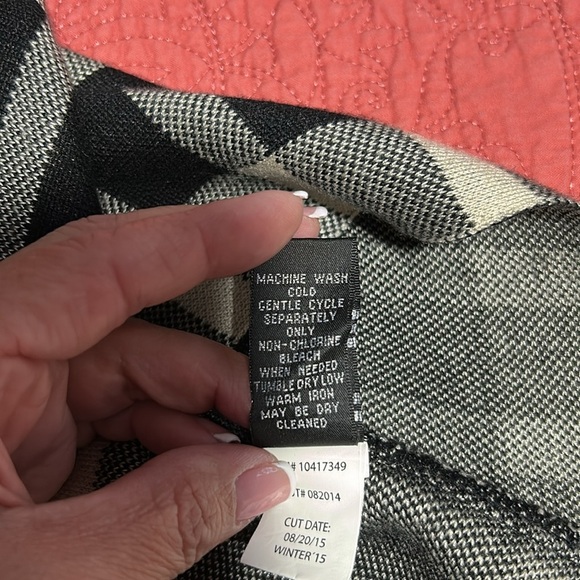 MACHINE WASH
COLD
GENTLE CYCLE
SEPARATELY
ONLY
NON-CHLORINE
BLEACH
WHEN NEEDED
TUMBLE DRY LOW
WARM IRON
MAY BE DRY
CLEANED
# 10417349
T# 082014
CUT DATE:
08/20/15
WINTER'15